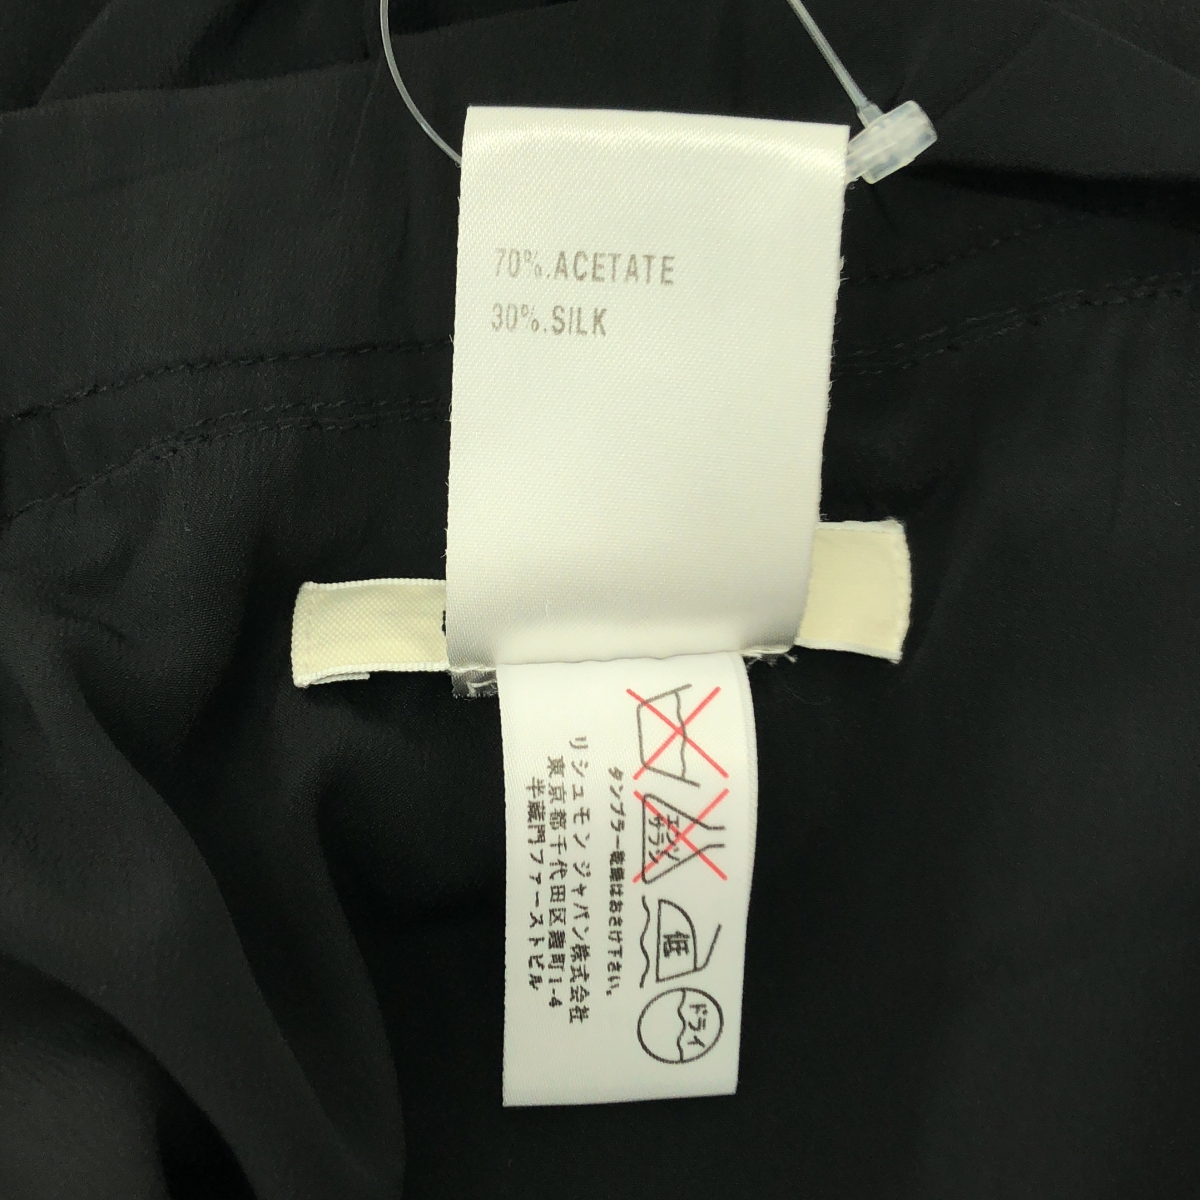 70%.ACETATE
30%.SILK
エンソ
サラシ
低
ドライ
タンブラー乾燥はおさけ下さい。
リシュモン ジャパン株式会社
東京都千代田区麹町1-4
半蔵門ファーストビル